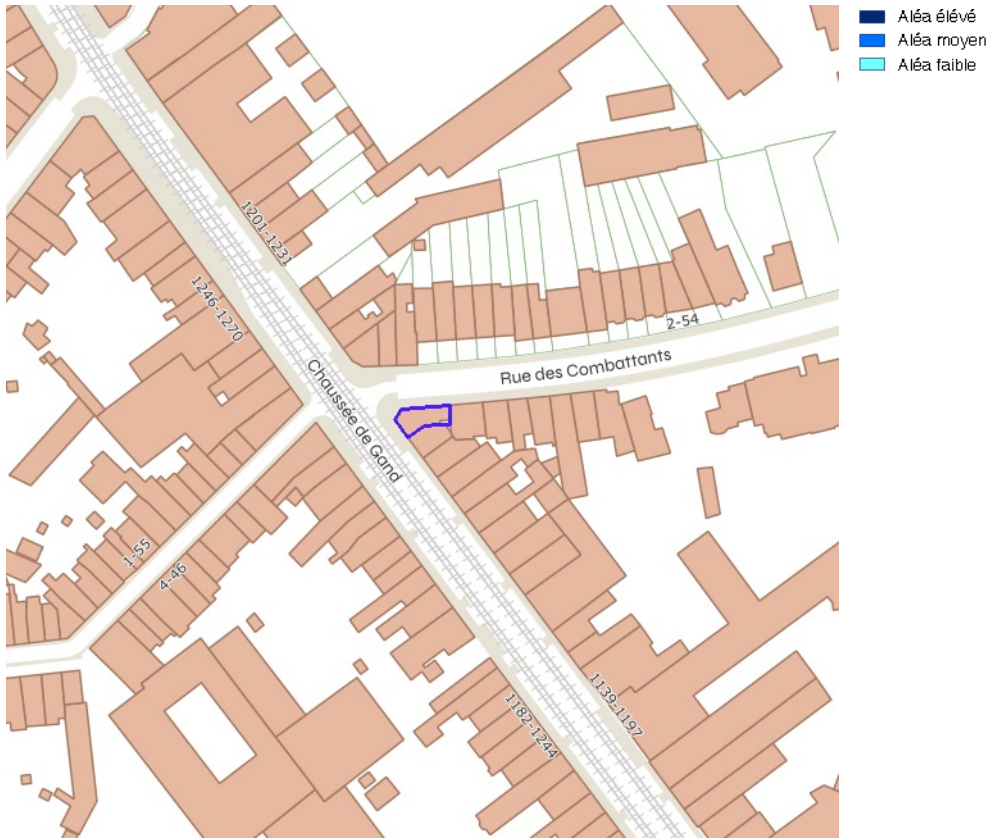 Aléa élévé
Aléa moyen
Aléa faible
1201-1231
1246-1270
2-54
Rue des Combattants
Chaussée de Gand
1-55
4-46
1139-1197
1182-1244